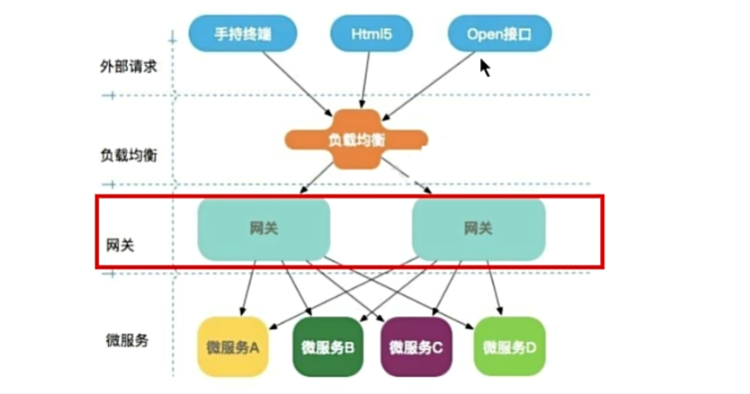 手持终端
Html5
Open接口
外部请求
负载均衡
负载均衡
网关
网关
网关
微服务
微服务A
微服务B
微服务C
微服务D